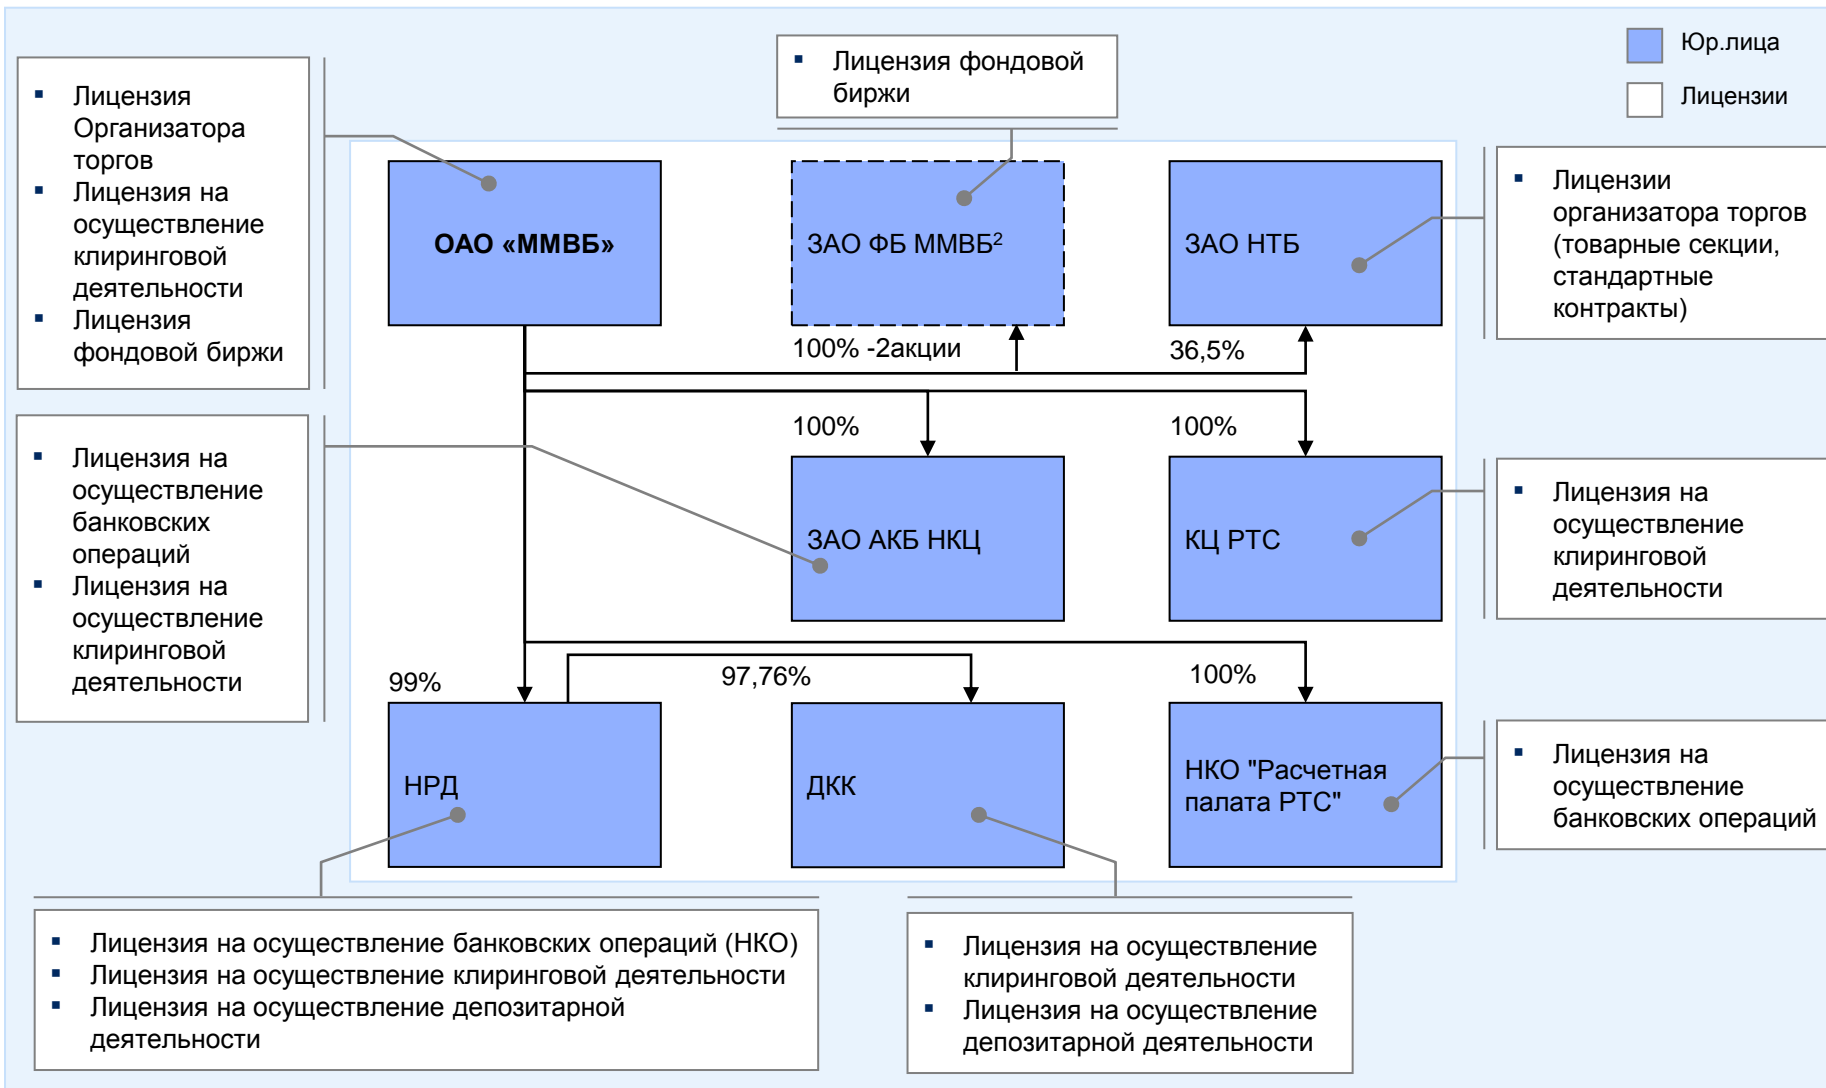 Юр.лица
Лицензии
Лицензия
Организатора
торгов
Лицензия на
осуществление
клиринговой
деятельности
Лицензия
фондовой биржи
Лицензия фондовой
биржи
ОАО «ММВБ»
ЗАО ФБ ММВБ²
ЗАО НТБ
Лицензии
организатора торгов
(товарные секции,
стандартные
контракты)
100% -2акции
36,5%
100%
100%
Лицензия на
осуществление
банковских
операций
Лицензия на
осуществление
клиринговой
деятельности
ЗАО АКБ НКЦ
КЦ РТС
Лицензия на
осуществление
клиринговой
деятельности
99%
97,76%
100%
НРД
ДКК
НКО "Расчетная
палата РТС"
Лицензия на
осуществление
банковских операций
Лицензия на осуществление банковских операций (НКО)
Лицензия на осуществление клиринговой деятельности
Лицензия на осуществление депозитарной
деятельности
Лицензия на осуществление
клиринговой деятельности
Лицензия на осуществление
депозитарной деятельности